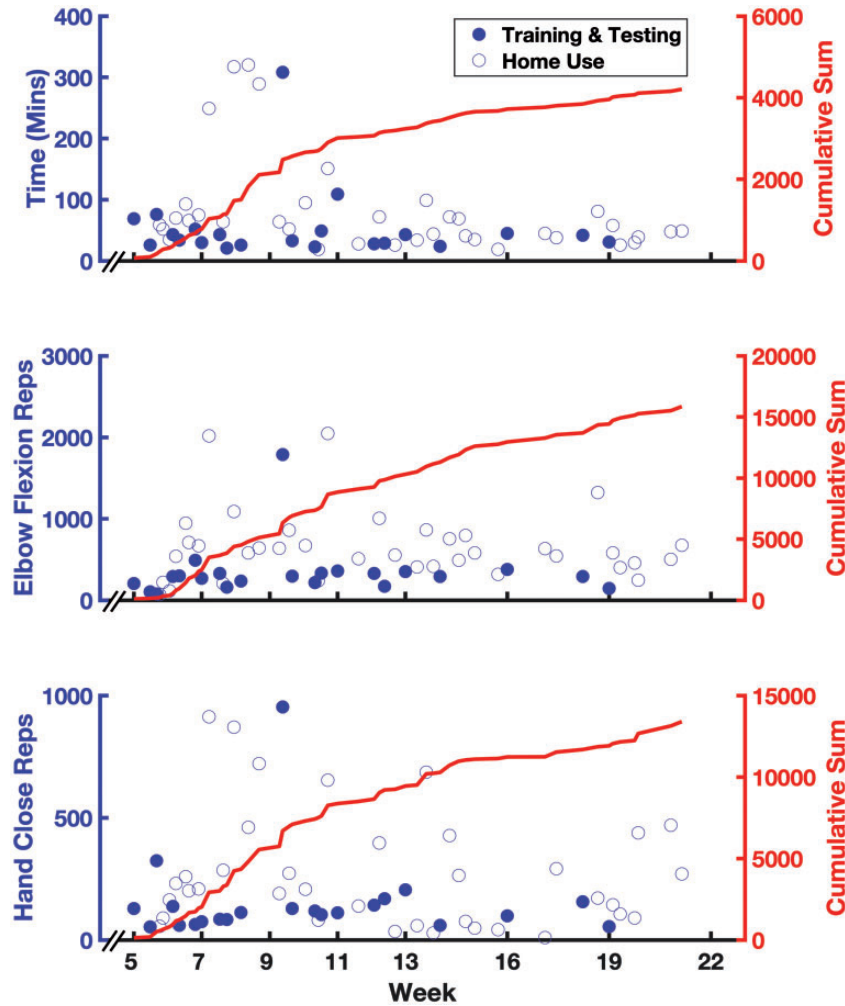 400
300
200
100
0
Time (Mins)
Training & Testing
Home Use
6000
4000
2000
0
Cumulative Sum
3000
2000
1000
0
Elbow Flexion Reps
20000
15000
10000
5000
0
Cumulative Sum
1000
500
0
Hand Close Reps
15000
10000
5000
0
Cumulative Sum
5 7 9 11 13 16 19 22
Week